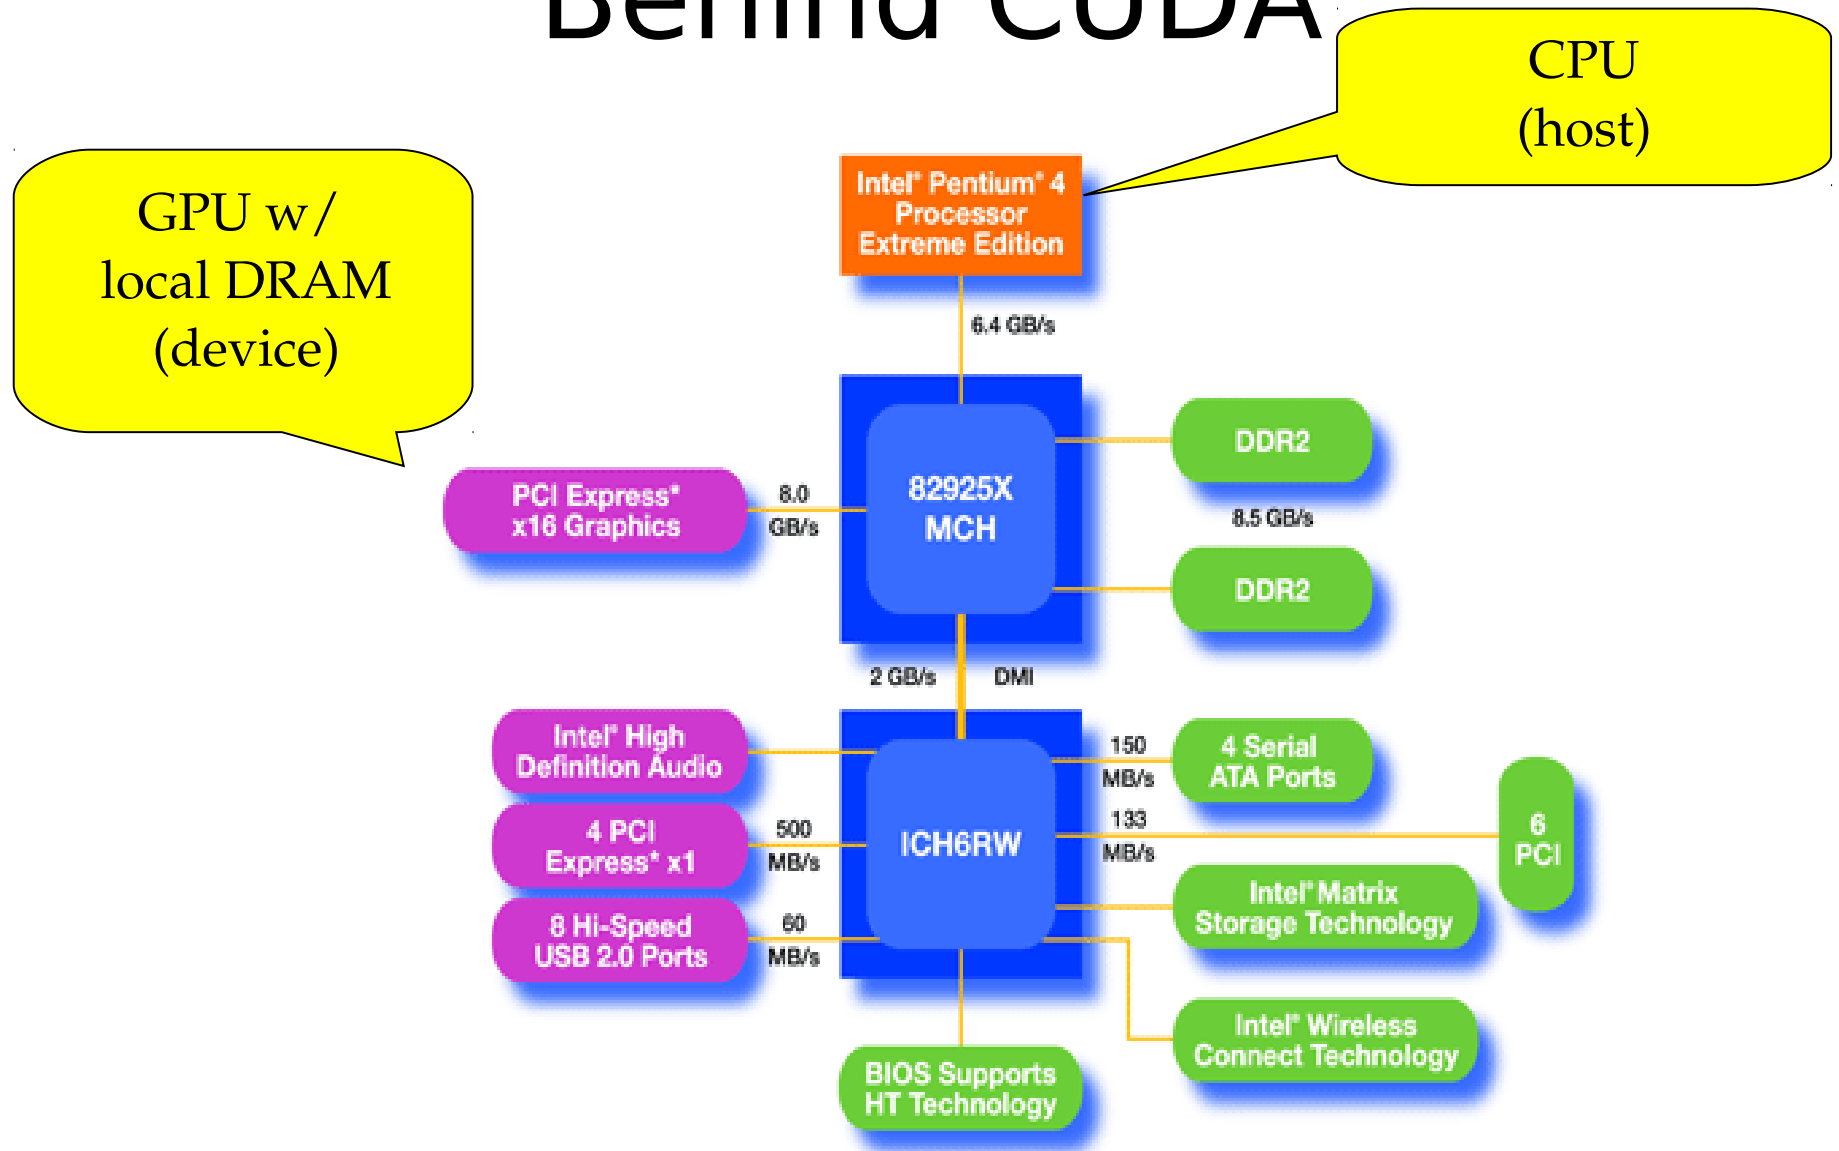 Behind CUDA
CPU
(host)
GPU w/
local DRAM
(device)
Intel® Pentium® 4
Processor
Extreme Edition
6.4 GB/s
82925X
MCH
PCI Express*
x16 Graphics
8.0
GB/s
DDR2
8.5 GB/s
DDR2
2 GB/s
DMI
ICH6RW
Intel® High
Definition Audio
4 PCI
Express* x1
500
MB/s
8 Hi-Speed
USB 2.0 Ports
60
MB/s
150
MB/s
4 Serial
ATA Ports
133
MB/s
6
PCI
Intel® Matrix
Storage Technology
Intel® Wireless
Connect Technology
BIOS Supports
HT Technology